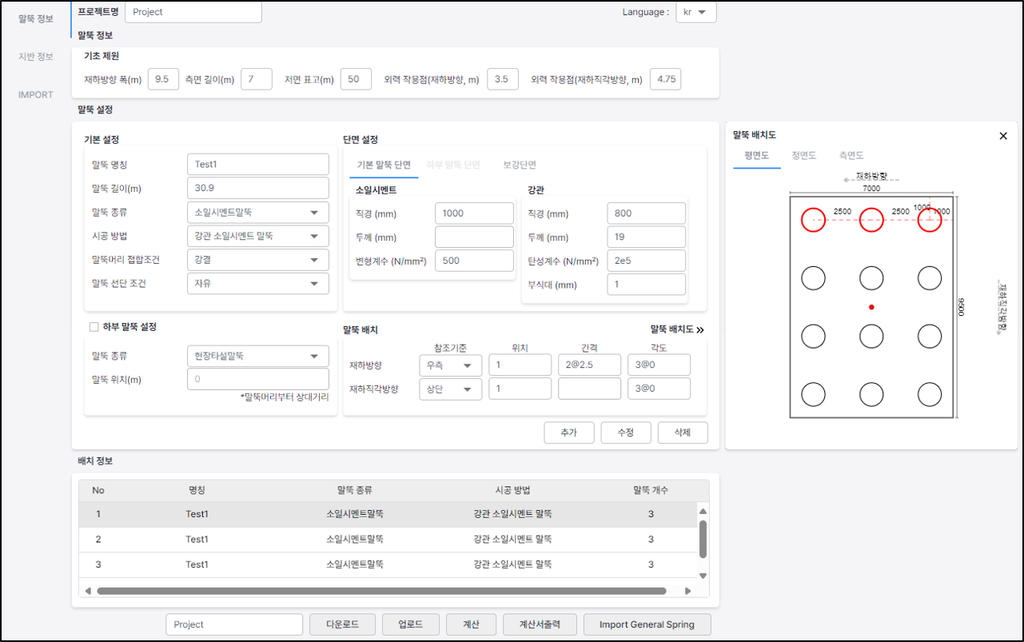 말뚝 정보
지반 정보
IMPORT
프로젝트명 Project Language : kr
말뚝 정보
기초 제원
재하방향 폭(m) 9.5 측면 길이(m) 7 저면 표고(m) 50 외력 작용점(재하방향, m) 3.5 외력 작용점(재하직각방향, m) 4.75
말뚝 설정
기본 설정
말뚝 명칭 Test1
말뚝 길이(m) 30.9
말뚝 종류 소일시멘트말뚝
시공 방법 강관 소일시멘트 말뚝
말뚝머리 접합조건 강결
말뚝 선단 조건 자유
하부 말뚝 설정
말뚝 종류 현장타설말뚝
말뚝 위치(m) 0
*말뚝머리부터 상대거리
단면 설정
기본 말뚝 단면 하부 말뚝 단면 보강단면
소일시멘트
직경 (mm) 1000
두께 (mm)
변형계수 (N/mm²) 500
강관
직경 (mm) 800
두께 (mm) 19
탄성계수 (N/mm²) 2e5
부식대 (mm) 1
말뚝 배치 말뚝 배치도 »
참조기준 위치 간격 각도
재하방향 우측 1 2@2.5 3@0
재하직각방향 상단 1 3@0
추가 수정 삭제
말뚝 배치도 ×
평면도 정면도 측면도
재하방향
7000
2500 2500 1000 1000
9500
재하직각방향
배치 정보
No 명칭 말뚝 종류 시공 방법 말뚝 개수
1 Test1 소일시멘트말뚝 강관 소일시멘트 말뚝 3
2 Test1 소일시멘트말뚝 강관 소일시멘트 말뚝 3
3 Test1 소일시멘트말뚝 강관 소일시멘트 말뚝 3
Project 다운로드 업로드 계산 계산서출력 Import General Spring